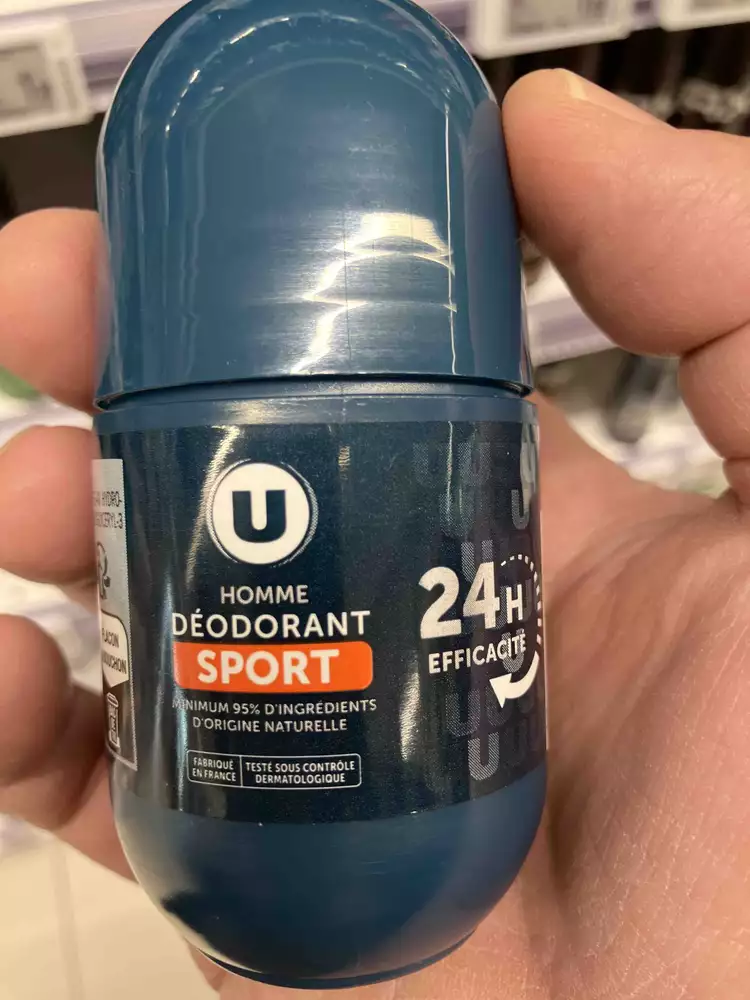 U
HOMME
DÉODORANT
SPORT
MINIMUM 95% D'INGRÉDIENTS
D'ORIGINE NATURELLE
FABRIQUÉ
EN FRANCE
TESTÉ SOUS CONTRÔLE
DERMATOLOGIQUE
24H
EFFICACITÉ